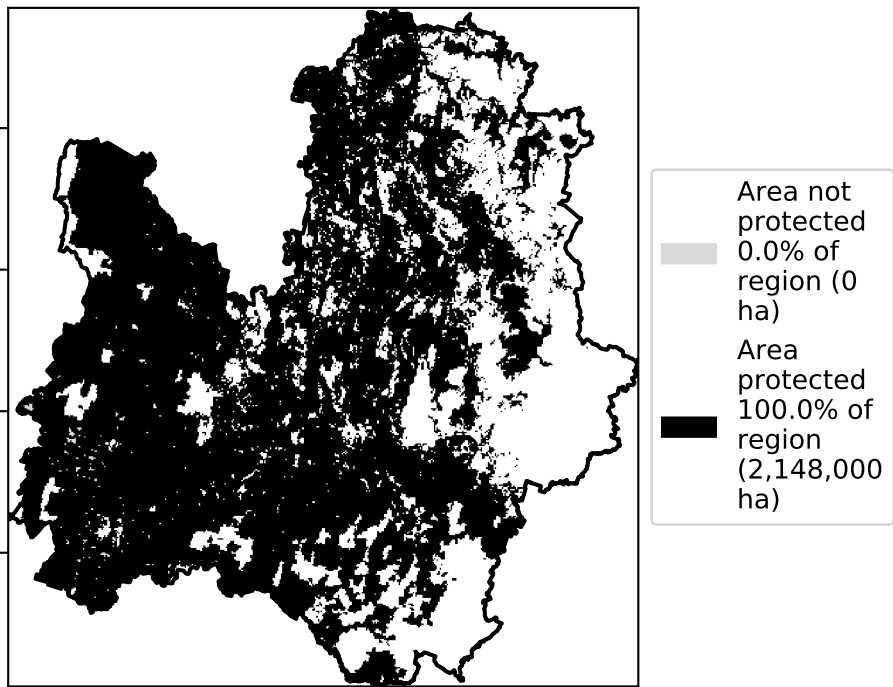 Area not
protected
0.0% of
region (0
ha)
Area
protected
100.0% of
region
(2,148,000
ha)